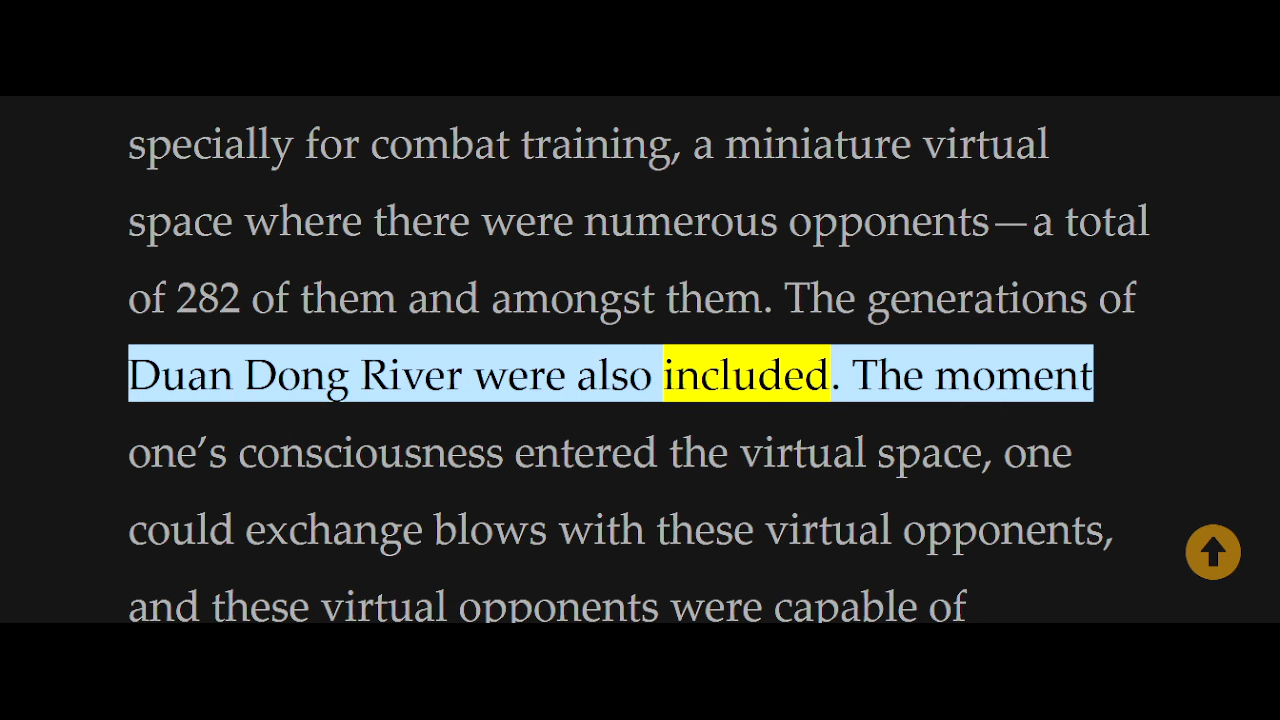 specially for combat training, a miniature virtual
space where there were numerous opponents—a total
of 282 of them and amongst them. The generations of
Duan Dong River were also included. The moment
one’s consciousness entered the virtual space, one
could exchange blows with these virtual opponents,
and these virtual opponents were capable of